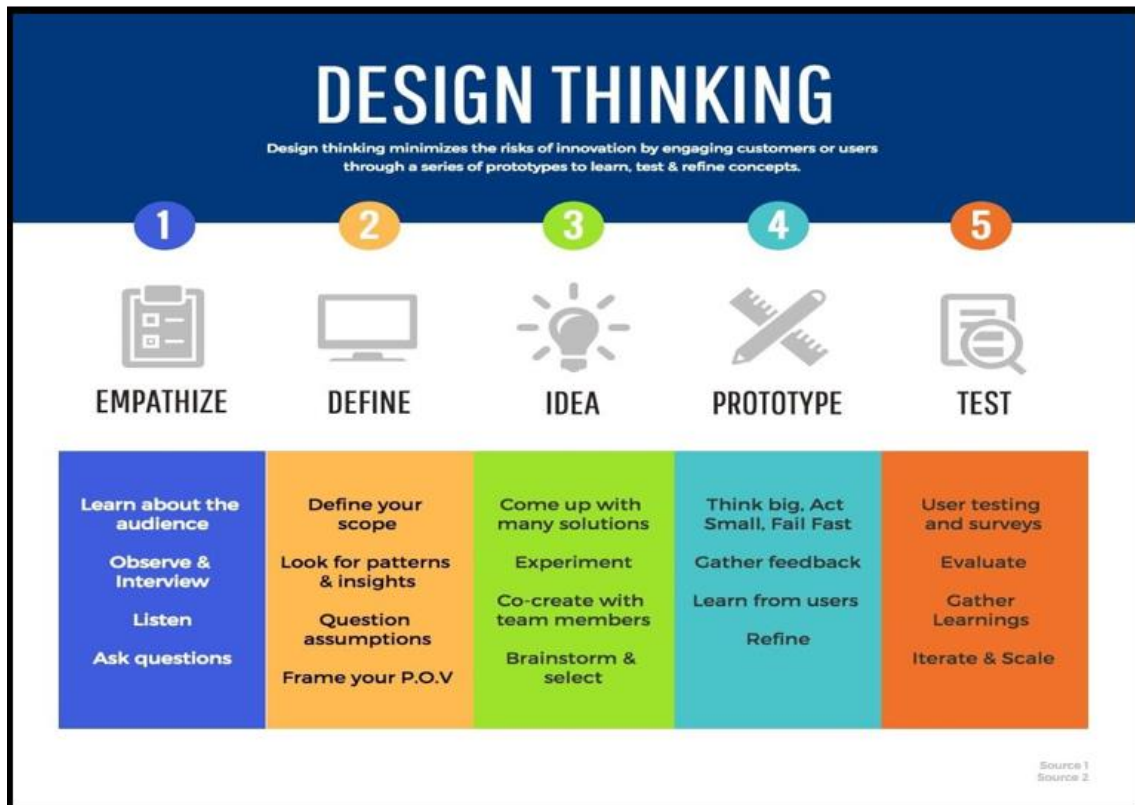 DESIGN THINKING
Design thinking minimizes the risks of innovation by engaging customers or users
through a series of prototypes to learn, test & refine concepts.
1
2
3
4
5
EMPATHIZE
DEFINE
IDEA
PROTOTYPE
TEST
Learn about the
audience
Observe &
Interview
Listen
Ask questions
Define your
scope
Look for patterns
& insights
Question
assumptions
Frame your P.O.V
Come up with
many solutions
Experiment
Co-create with
team members
Brainstorm &
select
Think big, Act
Small, Fail Fast
Gather feedback
Learn from users
Refine
User testing
and surveys
Evaluate
Gather
Learnings
Iterate & Scale
Source 1
Source 2